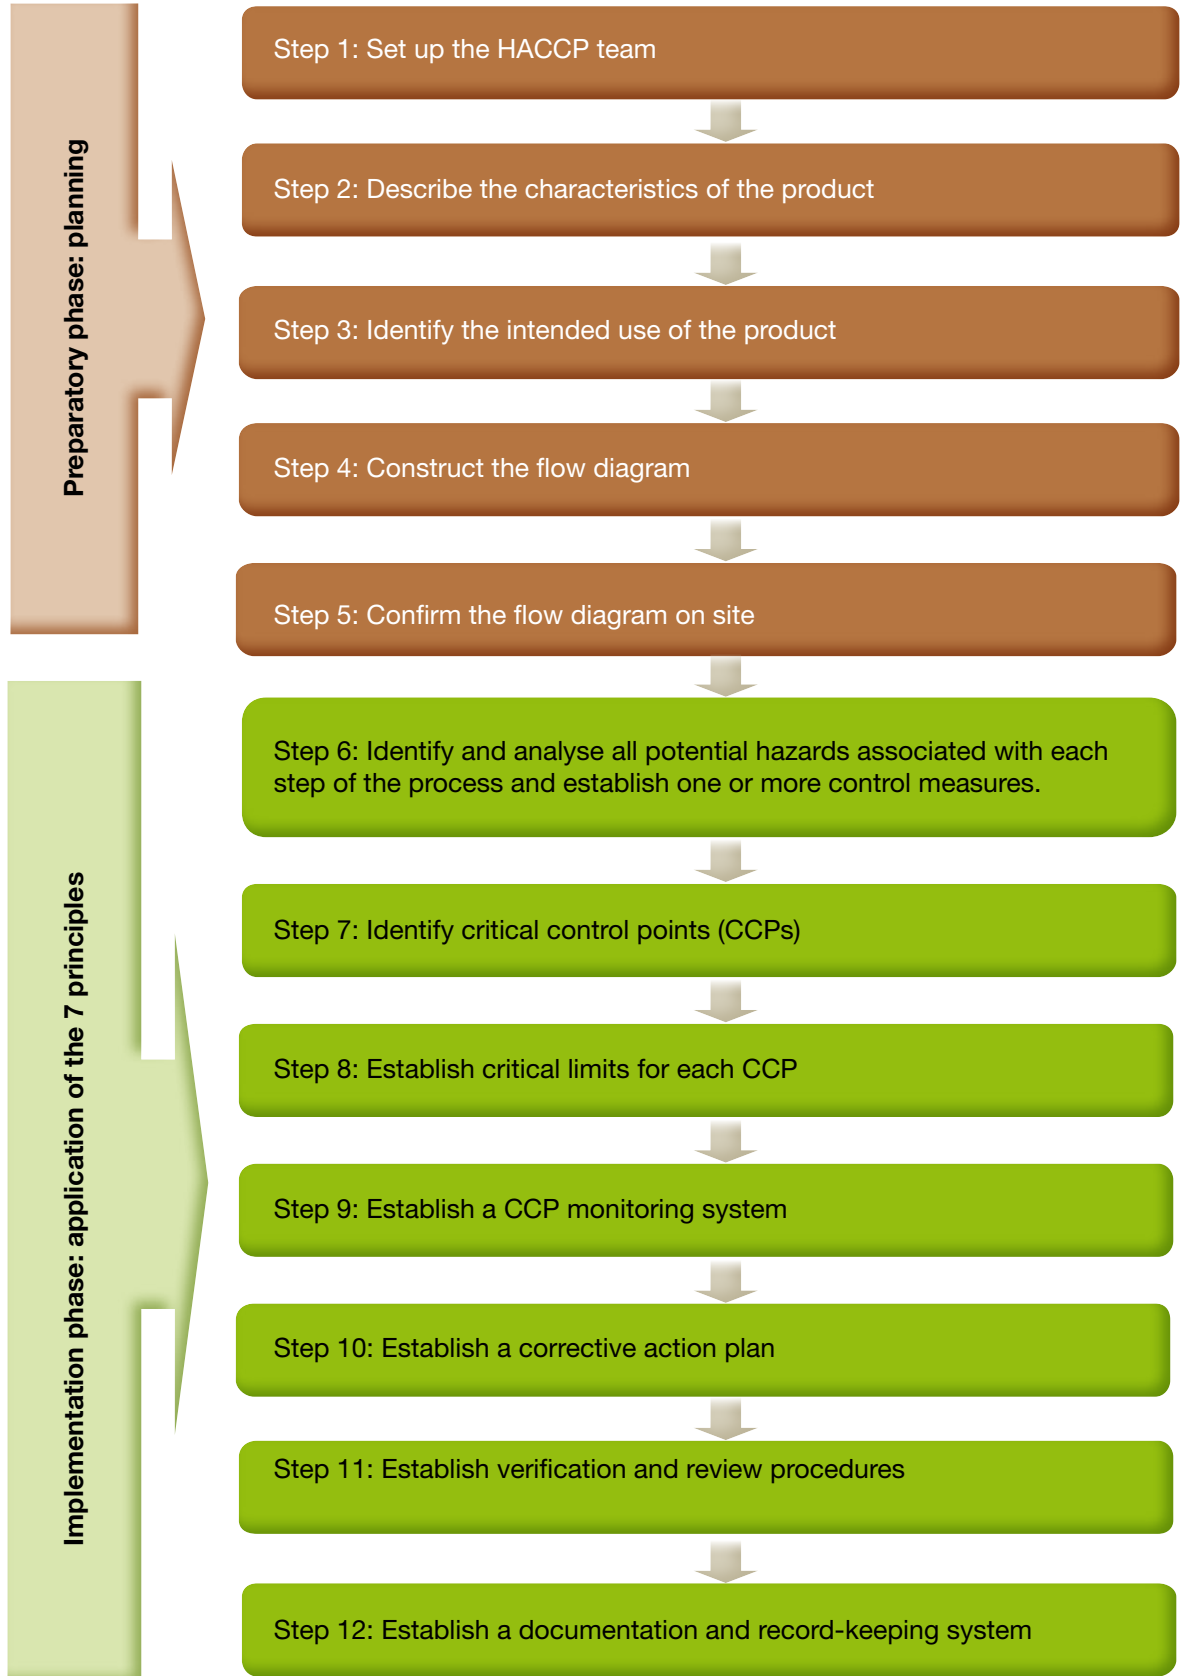 Preparatory phase: planning
Step 1: Set up the HACCP team
Step 2: Describe the characteristics of the product
Step 3: Identify the intended use of the product
Step 4: Construct the flow diagram
Step 5: Confirm the flow diagram on site
Implementation phase: application of the 7 principles
Step 6: Identify and analyse all potential hazards associated with each
step of the process and establish one or more control measures.
Step 7: Identify critical control points (CCPs)
Step 8: Establish critical limits for each CCP
Step 9: Establish a CCP monitoring system
Step 10: Establish a corrective action plan
Step 11: Establish verification and review procedures
Step 12: Establish a documentation and record-keeping system